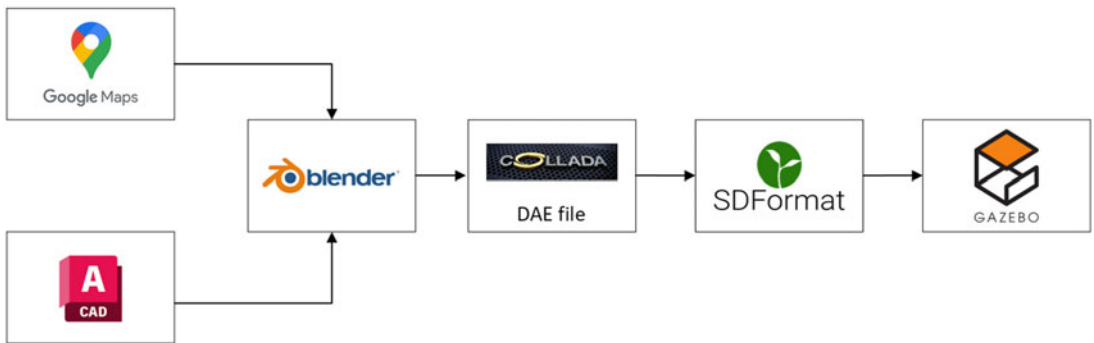 Google Maps
blender
COLLADA
DAE file
SDFormat
GAZEBO
A
CAD